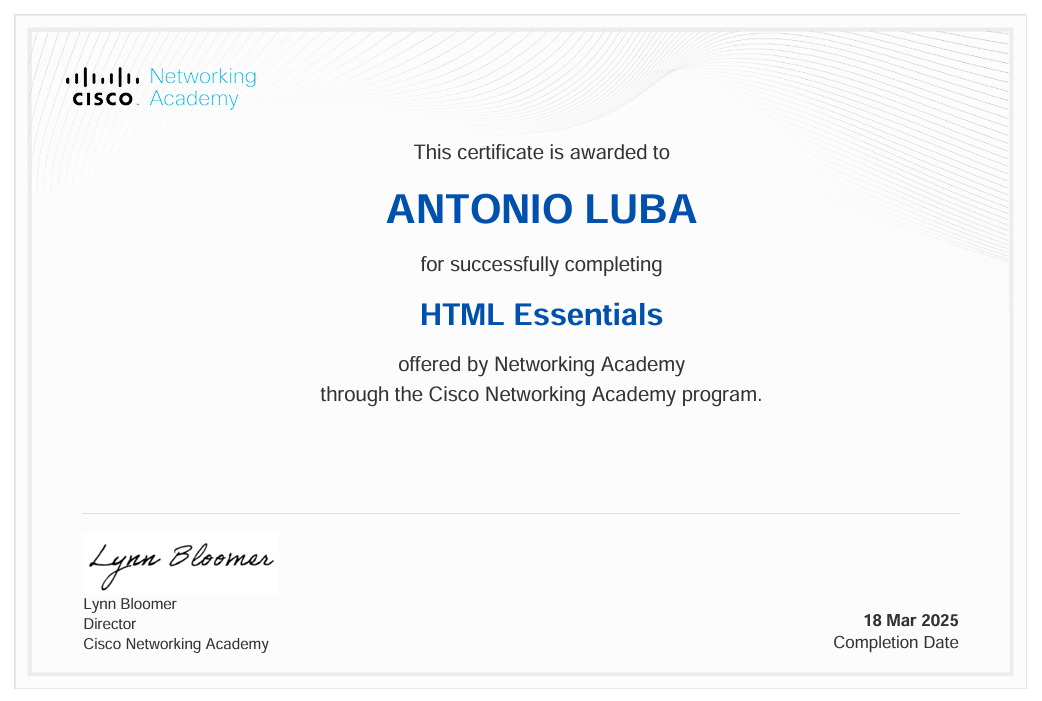 Networking
CISCO Academy
This certificate is awarded to
ANTONIO LUBA
for successfully completing
HTML Essentials
offered by Networking Academy
through the Cisco Networking Academy program.
Lynn Bloomer
Lynn Bloomer
Director
Cisco Networking Academy
18 Mar 2025
Completion Date